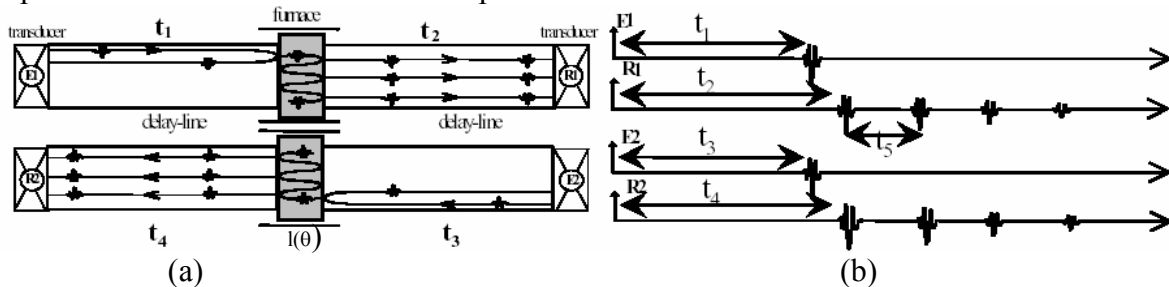 furnace
transducer t₁ t₂ transducer
E1 R1
delay-line delay-line
R2 E2
t₄ l(θ) t₃
(a)
E1 t₁
R1 t₂
t₅
E2 t₃
R2 t₄
(b)